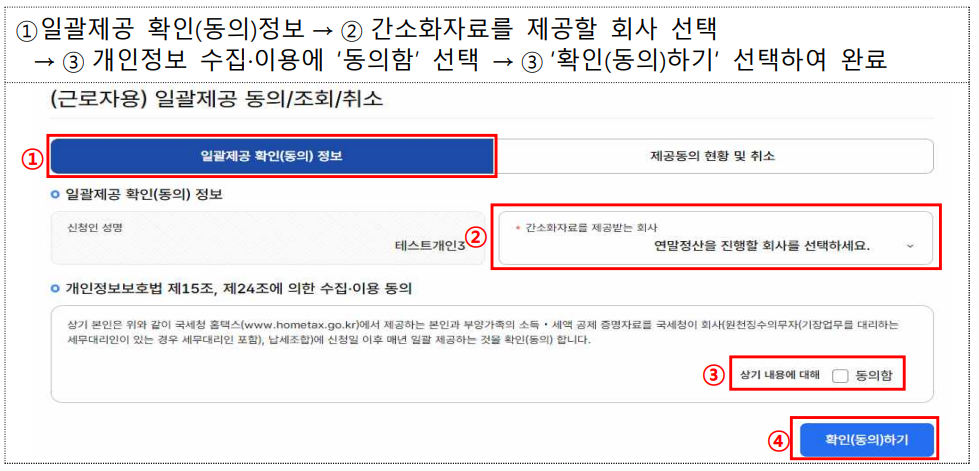 ①일괄제공 확인(동의)정보 → ② 간소화자료를 제공할 회사 선택
→ ③ 개인정보 수집·이용에 '동의함' 선택 → ③ '확인(동의)하기' 선택하여 완료
(근로자용) 일괄제공 동의/조회/취소
① 일괄제공 확인(동의) 정보 제공동의 현황 및 취소
일괄제공 확인(동의) 정보
신청인 성명
테스트개인3
②
* 간소화자료를 제공받는 회사
연말정산을 진행할 회사를 선택하세요.
개인정보보호법 제15조, 제24조에 의한 수집·이용 동의
상기 본인은 위와 같이 국세청 홈택스(www.hometax.go.kr)에서 제공하는 본인과 부양가족의 소득・세액 공제 증명자료를 국세청이 회사(원천징수의무자(기장업무를 대리하는
세무대리인이 있는 경우 세무대리인 포함), 납세조합)에 신청일 이후 매년 일괄 제공하는 것을 확인(동의) 합니다.
③ 상기 내용에 대해 동의함
④ 확인(동의)하기